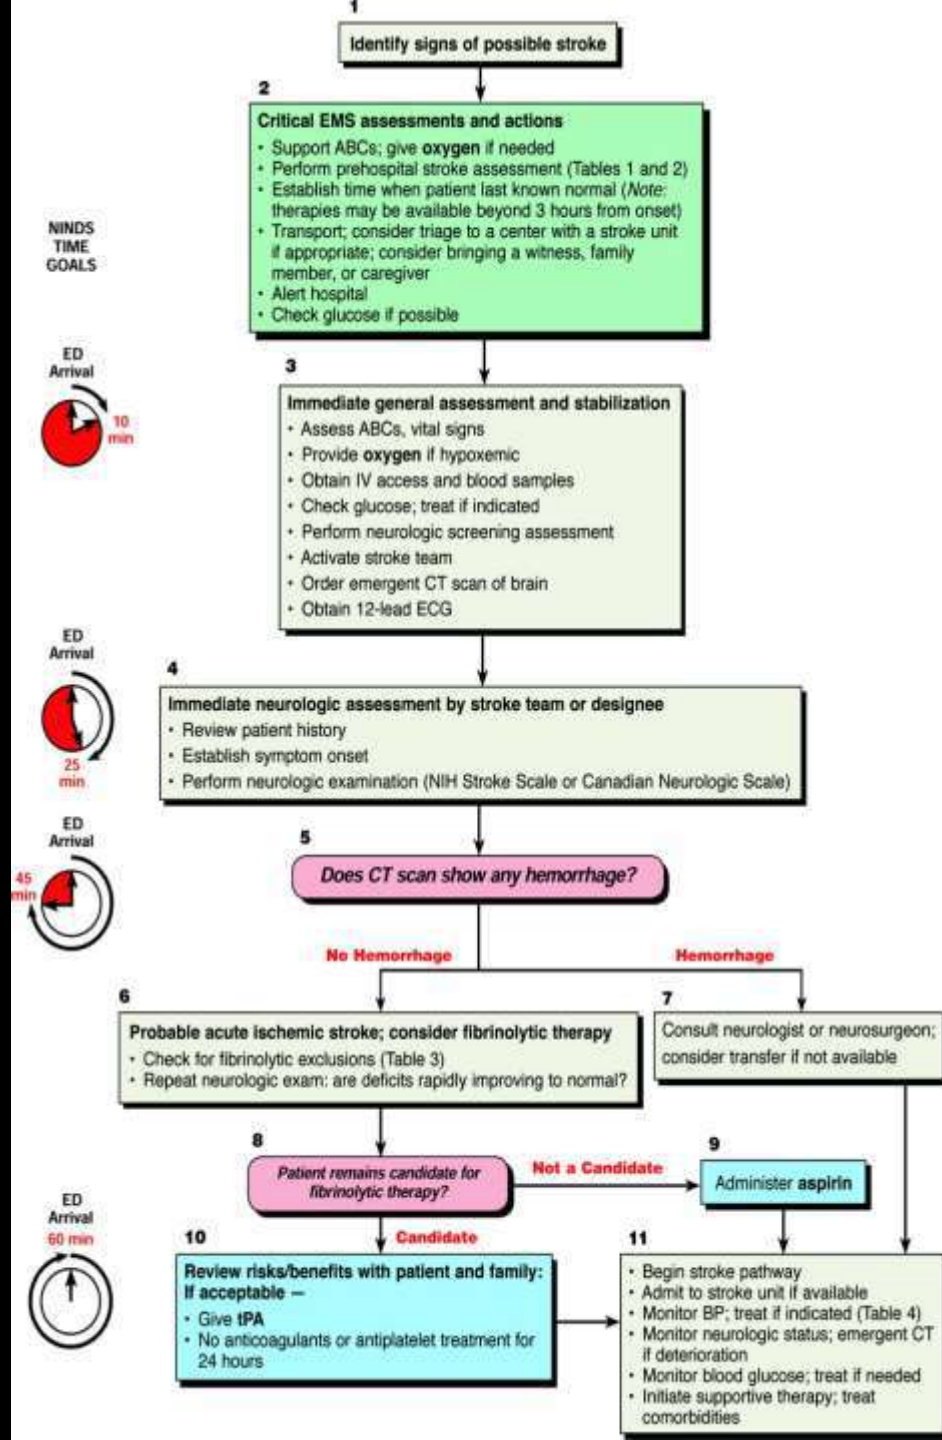 1
Identify signs of possible stroke
2
Critical EMS assessments and actions
• Support ABCs; give oxygen if needed
• Perform prehospital stroke assessment (Tables 1 and 2)
• Establish time when patient last known normal (Note:
therapies may be available beyond 3 hours from onset)
• Transport; consider triage to a center with a stroke unit
if appropriate; consider bringing a witness, family
member, or caregiver
• Alert hospital
• Check glucose if possible
NINDS
TIME
GOALS
ED
Arrival
10
min
3
Immediate general assessment and stabilization
• Assess ABCs, vital signs
• Provide oxygen if hypoxemic
• Obtain IV access and blood samples
• Check glucose; treat if indicated
• Perform neurologic screening assessment
• Activate stroke team
• Order emergent CT scan of brain
• Obtain 12-lead ECG
ED
Arrival
25
min
4
Immediate neurologic assessment by stroke team or designee
• Review patient history
• Establish symptom onset
• Perform neurologic examination (NIH Stroke Scale or Canadian Neurologic Scale)
ED
Arrival
45
min
5
Does CT scan show any hemorrhage?
No Hemorrhage
Hemorrhage
6
Probable acute ischemic stroke; consider fibrinolytic therapy
• Check for fibrinolytic exclusions (Table 3)
• Repeat neurologic exam: are deficits rapidly improving to normal?
7
Consult neurologist or neurosurgeon;
consider transfer if not available
8
Patient remains candidate for
fibrinolytic therapy?
Not a Candidate
9
Administer aspirin
Candidate
ED
Arrival
60 min
10
Review risks/benefits with patient and family:
If acceptable —
• Give tPA
• No anticoagulants or antiplatelet treatment for
24 hours
11
• Begin stroke pathway
• Admit to stroke unit if available
• Monitor BP; treat if indicated (Table 4)
• Monitor neurologic status; emergent CT
if deterioration
• Monitor blood glucose; treat if needed
• Initiate supportive therapy; treat
comorbidities